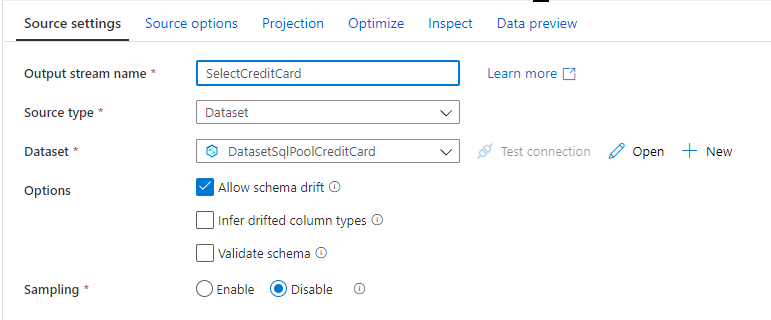 Source settings Source options Projection Optimize Inspect Data preview
Output stream name * SelectCreditCard Learn more
Source type * Dataset
Dataset * DatasetSqlPoolCreditCard Test connection Open New
Options Allow schema drift
Infer drifted column types
Validate schema
Sampling * Enable Disable